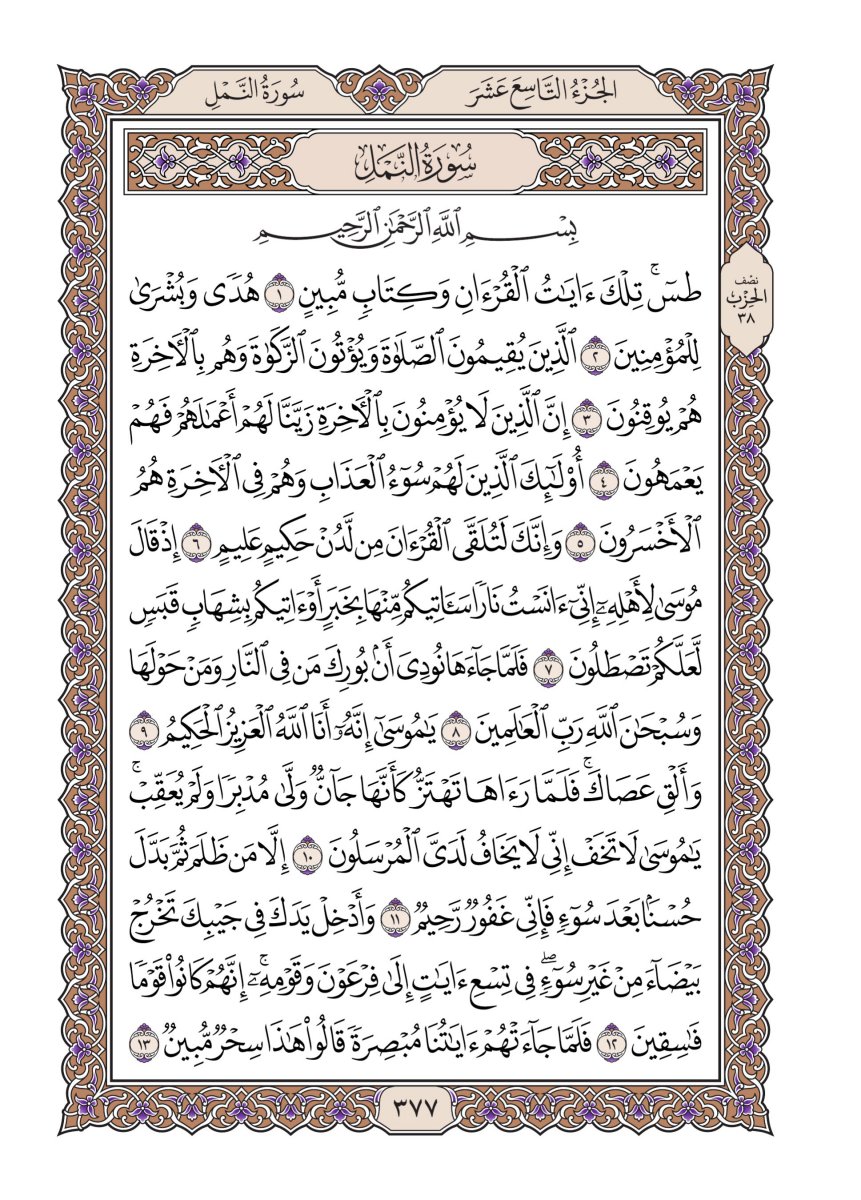 الجُزْءُ التَّاسِعَ عَشَرَ
سُورَةُ النَّمْلِ
سُورَةُ النَّمْلِ
بِسْمِ ٱللَّهِ ٱلرَّحْمَٰنِ ٱلرَّحِيمِ
طسٓۚ تِلْكَ ءَايَٰتُ ٱلْقُرْءَانِ وَكِتَابٖ مُّبِينٍ ١ هُدٗى وَبُشْرَىٰ
لِلْمُؤْمِنِينَ ٢ ٱلَّذِينَ يُقِيمُونَ ٱلصَّلَوٰةَ وَيُؤْتُونَ ٱلزَّكَوٰةَ وَهُم بِٱلْأٓخِرَةِ
هُمْ يُوقِنُونَ ٣ إِنَّ ٱلَّذِينَ لَا يُؤْمِنُونَ بِٱلْأٓخِرَةِ زَيَّنَّا لَهُمْ أَعْمَٰلَهُمْ فَهُمْ
يَعْمَهُونَ ٤ أُوْلَٰٓئِكَ ٱلَّذِينَ لَهُمْ سُوٓءُ ٱلْعَذَابِ وَهُمْ فِي ٱلْأٓخِرَةِ هُمُ
ٱلْأَخْسَرُونَ ٥ وَإِنَّكَ لَتُلَقَّى ٱلْقُرْءَانَ مِن لَّدُنْ حَكِيمٍ عَلِيمٍ ٦ إِذْ قَالَ
مُوسَىٰ لِأَهْلِهِۦٓ إِنِّيٓ ءَانَسْتُ نَارٗا سَـَٔاتِيكُم مِّنْهَا بِخَبَرٍ أَوْ ءَاتِيكُم بِشِهَابٖ قَبَسٖ
لَّعَلَّكُمْ تَصْطَلُونَ ٧ فَلَمَّا جَآءَهَا نُودِيَ أَنۢ بُورِكَ مَن فِي ٱلنَّارِ وَمَنْ حَوْلَهَا
وَسُبْحَٰنَ ٱللَّهِ رَبِّ ٱلْعَٰلَمِينَ ٨ يَٰمُوسَىٰٓ إِنَّهُۥٓ أَنَا ٱللَّهُ ٱلْعَزِيزُ ٱلْحَكِيمُ ٩
وَأَلْقِ عَصَاكَۚ فَلَمَّا رَءَاهَا تَهْتَزُّ كَأَنَّهَا جَآنّٞ وَلَّىٰ مُدْبِرٗا وَلَمْ يُعَقِّبْۚ
يَٰمُوسَىٰ لَا تَخَفْ إِنِّي لَا يَخَافُ لَدَيَّ ٱلْمُرْسَلُونَ ١٠ إِلَّا مَن ظَلَمَ ثُمَّ بَدَّلَ
حُسْنَۢا بَعْدَ سُوٓءٖ فَإِنِّي غَفُورٞ رَّحِيمٞ ١١ وَأَدْخِلْ يَدَكَ فِي جَيْبِكَ تَخْرُجْ
بَيْضَآءَ مِنْ غَيْرِ سُوٓءٖۖ فِي تِسْعِ ءَايَٰتٍ إِلَىٰ فِرْعَوْنَ وَقَوْمِهِۦٓۚ إِنَّهُمْ كَانُواْ قَوْمٗا
فَٰسِقِينَ ١٢ فَلَمَّا جَآءَتْهُمْ ءَايَٰتُنَا مُبْصِرَةٗ قَالُواْ هَٰذَا سِحْرٞ مُّبِينٞ ١٣
نصف
الحِزْب
٣٨
٣٧٧